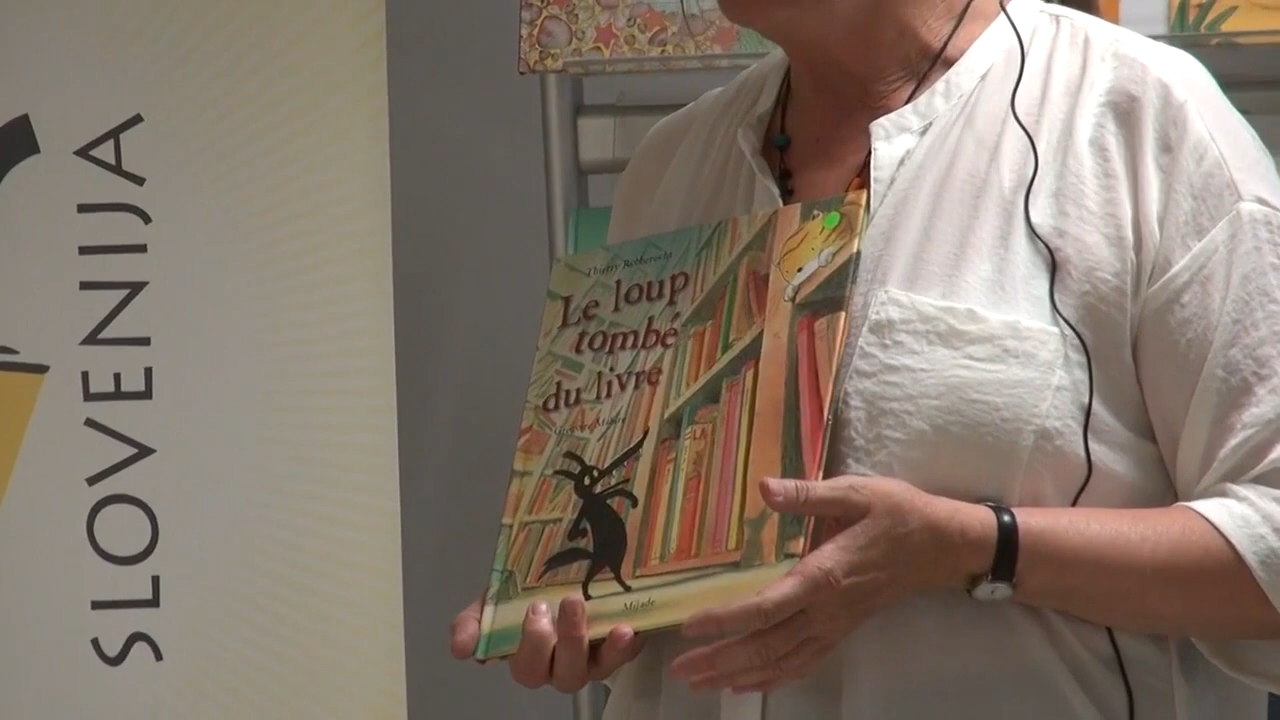 SLOVENIJA
Thierry Robberecht
Le loup
tombé
du livre
Mijade